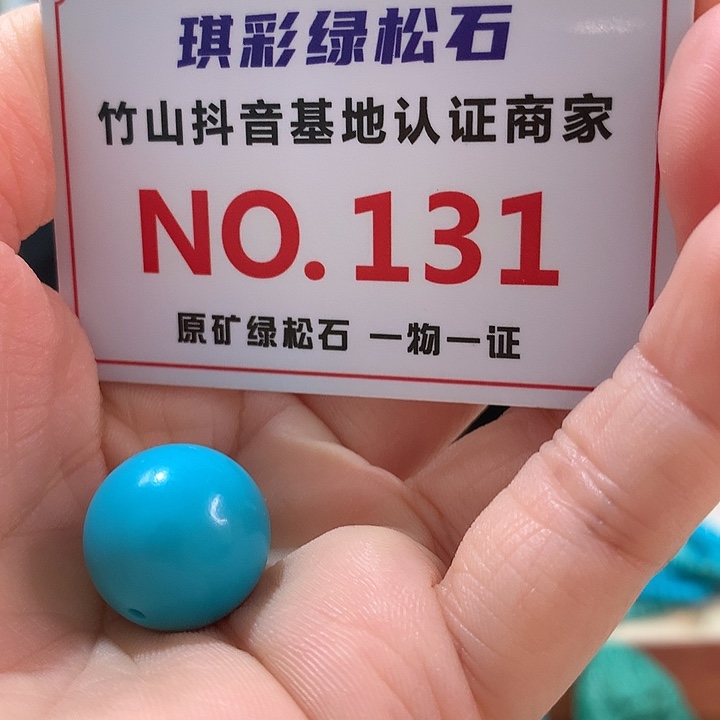 琪彩绿松石
竹山抖音基地认证商家
NO.131
原矿绿松石 一物一证